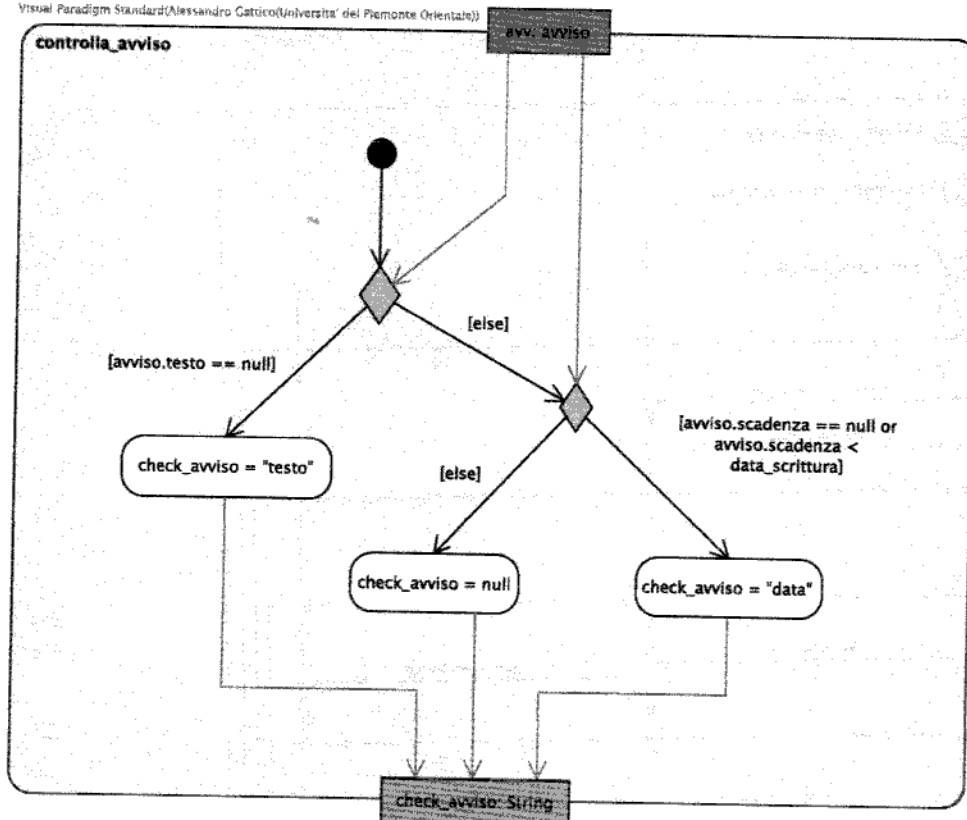 Visual Paradigm Standard(Alessandro Gattico(Universita' del Piemonte Orientale))
avv: avviso
controlla_avviso
[else]
[avviso.testo == null]
[avviso.scadenza == null or
avviso.scadenza <
data_scrittura]
check_avviso = "testo"
[else]
check_avviso = null
check_avviso = "data"
check_avviso: String